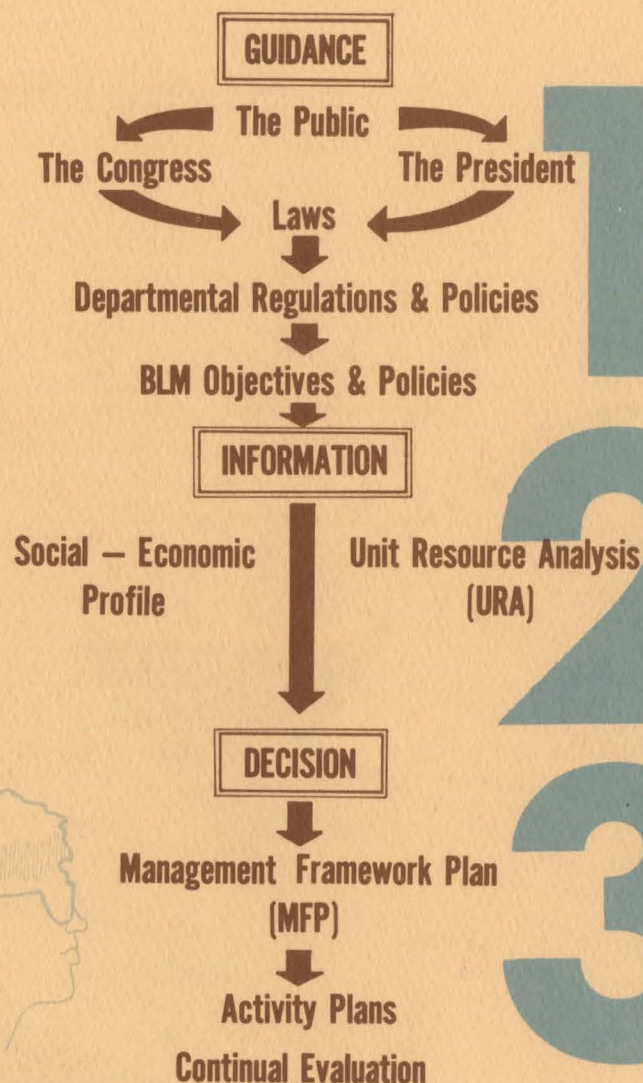 GUIDANCE
The Public
The Congress
The President
Laws
Departmental Regulations & Policies
BLM Objectives & Policies
1
INFORMATION
Social – Economic
Profile
Unit Resource Analysis
(URA)
2
DECISION
Management Framework Plan
(MFP)
Activity Plans
Continual Evaluation
3